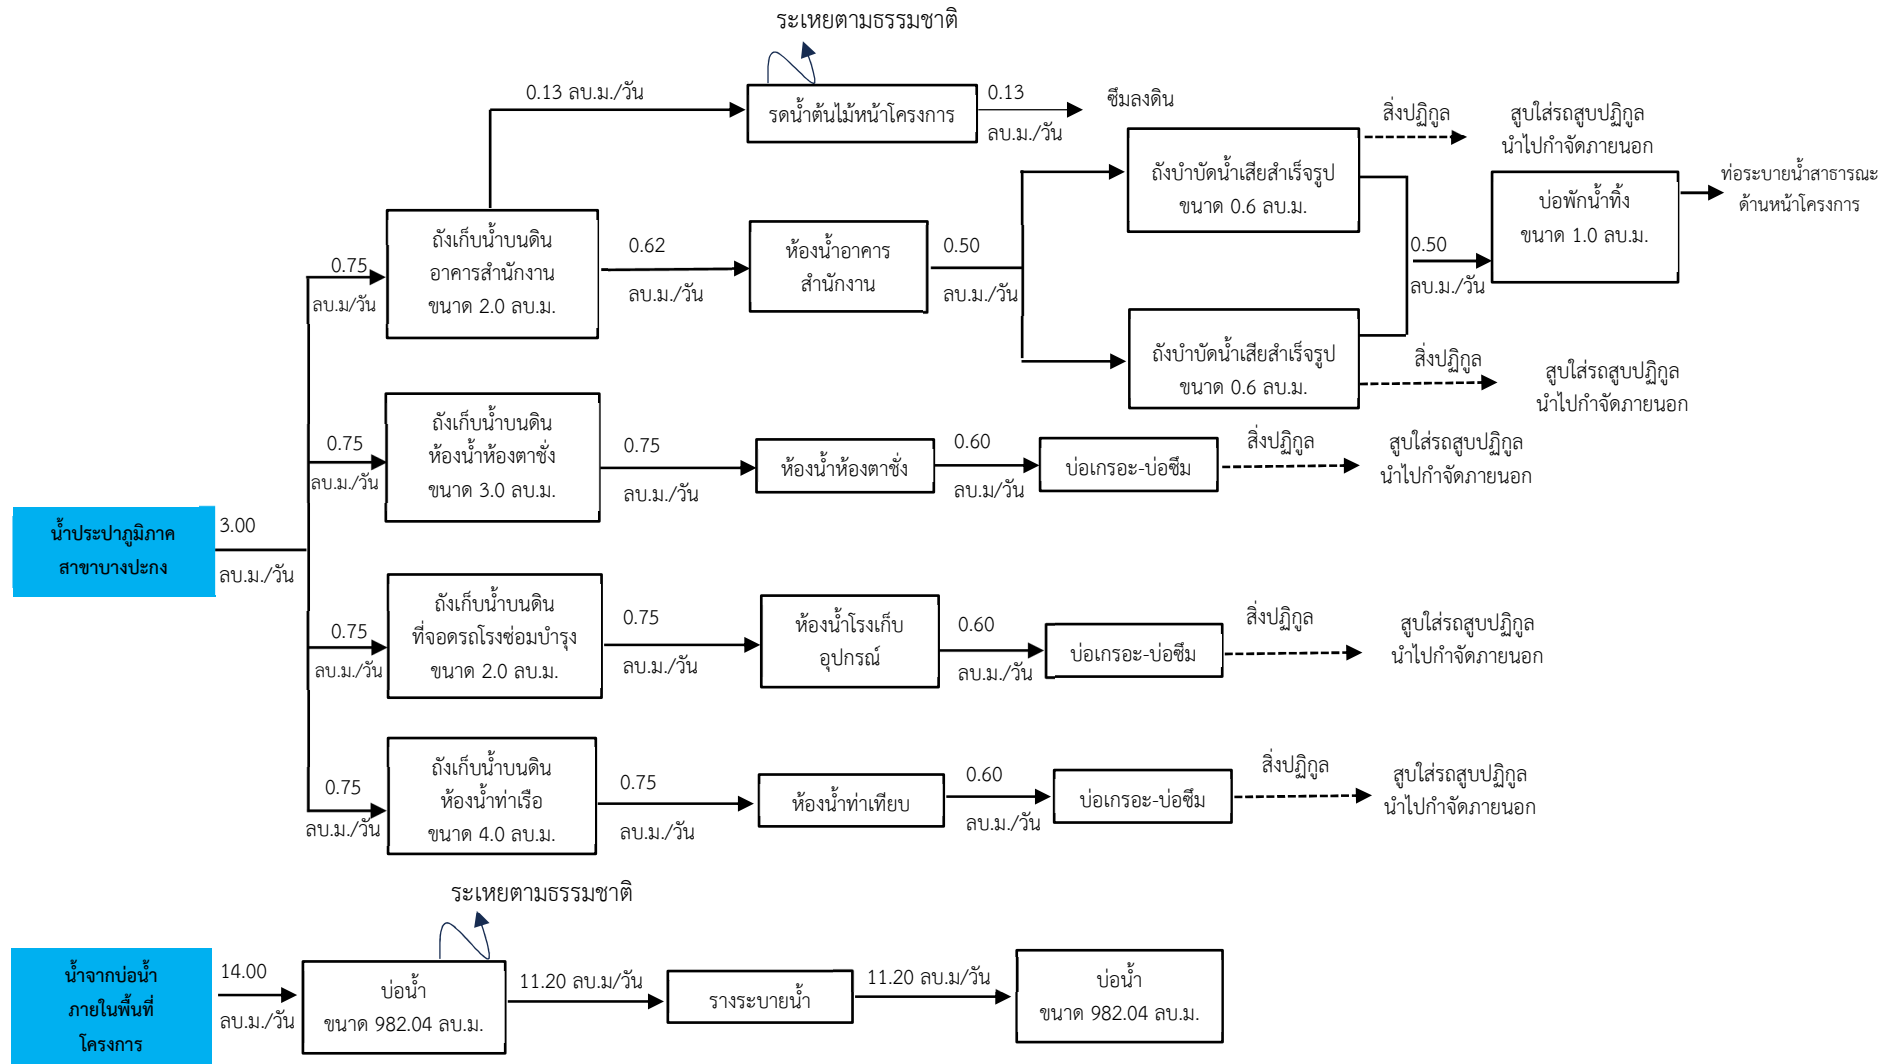 ระเหยตามธรรมชาติ
0.13 ลบ.ม./วัน
รดน้ำต้นไม้หน้าโครงการ
0.13
ลบ.ม./วัน
ซึมลงดิน
สิ่งปฏิกูล
สูบใส่รถสูบปฏิกูล
นำไปกำจัดภายนอก
ถังบำบัดน้ำเสียสำเร็จรูป
ขนาด 0.6 ลบ.ม.
บ่อพักน้ำทิ้ง
ขนาด 1.0 ลบ.ม.
ท่อระบายน้ำสาธารณะ
ด้านหน้าโครงการ
0.75
ลบ.ม/วัน
ถังเก็บน้ำบนดิน
อาคารสำนักงาน
ขนาด 2.0 ลบ.ม.
0.62
ลบ.ม./วัน
ห้องน้ำอาคาร
สำนักงาน
0.50
ลบ.ม./วัน
0.50
ลบ.ม./วัน
ถังบำบัดน้ำเสียสำเร็จรูป
ขนาด 0.6 ลบ.ม.
สิ่งปฏิกูล
สูบใส่รถสูบปฏิกูล
นำไปกำจัดภายนอก
0.75
ลบ.ม./วัน
ถังเก็บน้ำบนดิน
ห้องน้ำห้องตาชั่ง
ขนาด 3.0 ลบ.ม.
0.75
ลบ.ม./วัน
ห้องน้ำห้องตาชั่ง
0.60
ลบ.ม/วัน
บ่อเกรอะ-บ่อซึม
สิ่งปฏิกูล
สูบใส่รถสูบปฏิกูล
นำไปกำจัดภายนอก
น้ำประปาภูมิภาค
สาขาบางปะกง
3.00
ลบ.ม./วัน
0.75
ลบ.ม./วัน
ถังเก็บน้ำบนดิน
ที่จอดรถโรงซ่อมบำรุง
ขนาด 2.0 ลบ.ม.
0.75
ลบ.ม./วัน
ห้องน้ำโรงเก็บ
อุปกรณ์
0.60
ลบ.ม./วัน
บ่อเกรอะ-บ่อซึม
สิ่งปฏิกูล
สูบใส่รถสูบปฏิกูล
นำไปกำจัดภายนอก
0.75
ลบ.ม./วัน
ถังเก็บน้ำบนดิน
ห้องน้ำท่าเรือ
ขนาด 4.0 ลบ.ม.
0.75
ลบ.ม./วัน
ห้องน้ำท่าเทียบ
0.60
ลบ.ม./วัน
บ่อเกรอะ-บ่อซึม
สิ่งปฏิกูล
สูบใส่รถสูบปฏิกูล
นำไปกำจัดภายนอก
ระเหยตามธรรมชาติ
น้ำจากบ่อน้ำ
ภายในพื้นที่
โครงการ
14.00
ลบ.ม./วัน
บ่อน้ำ
ขนาด 982.04 ลบ.ม.
11.20 ลบ.ม/วัน
รางระบายน้ำ
11.20 ลบ.ม/วัน
บ่อน้ำ
ขนาด 982.04 ลบ.ม.